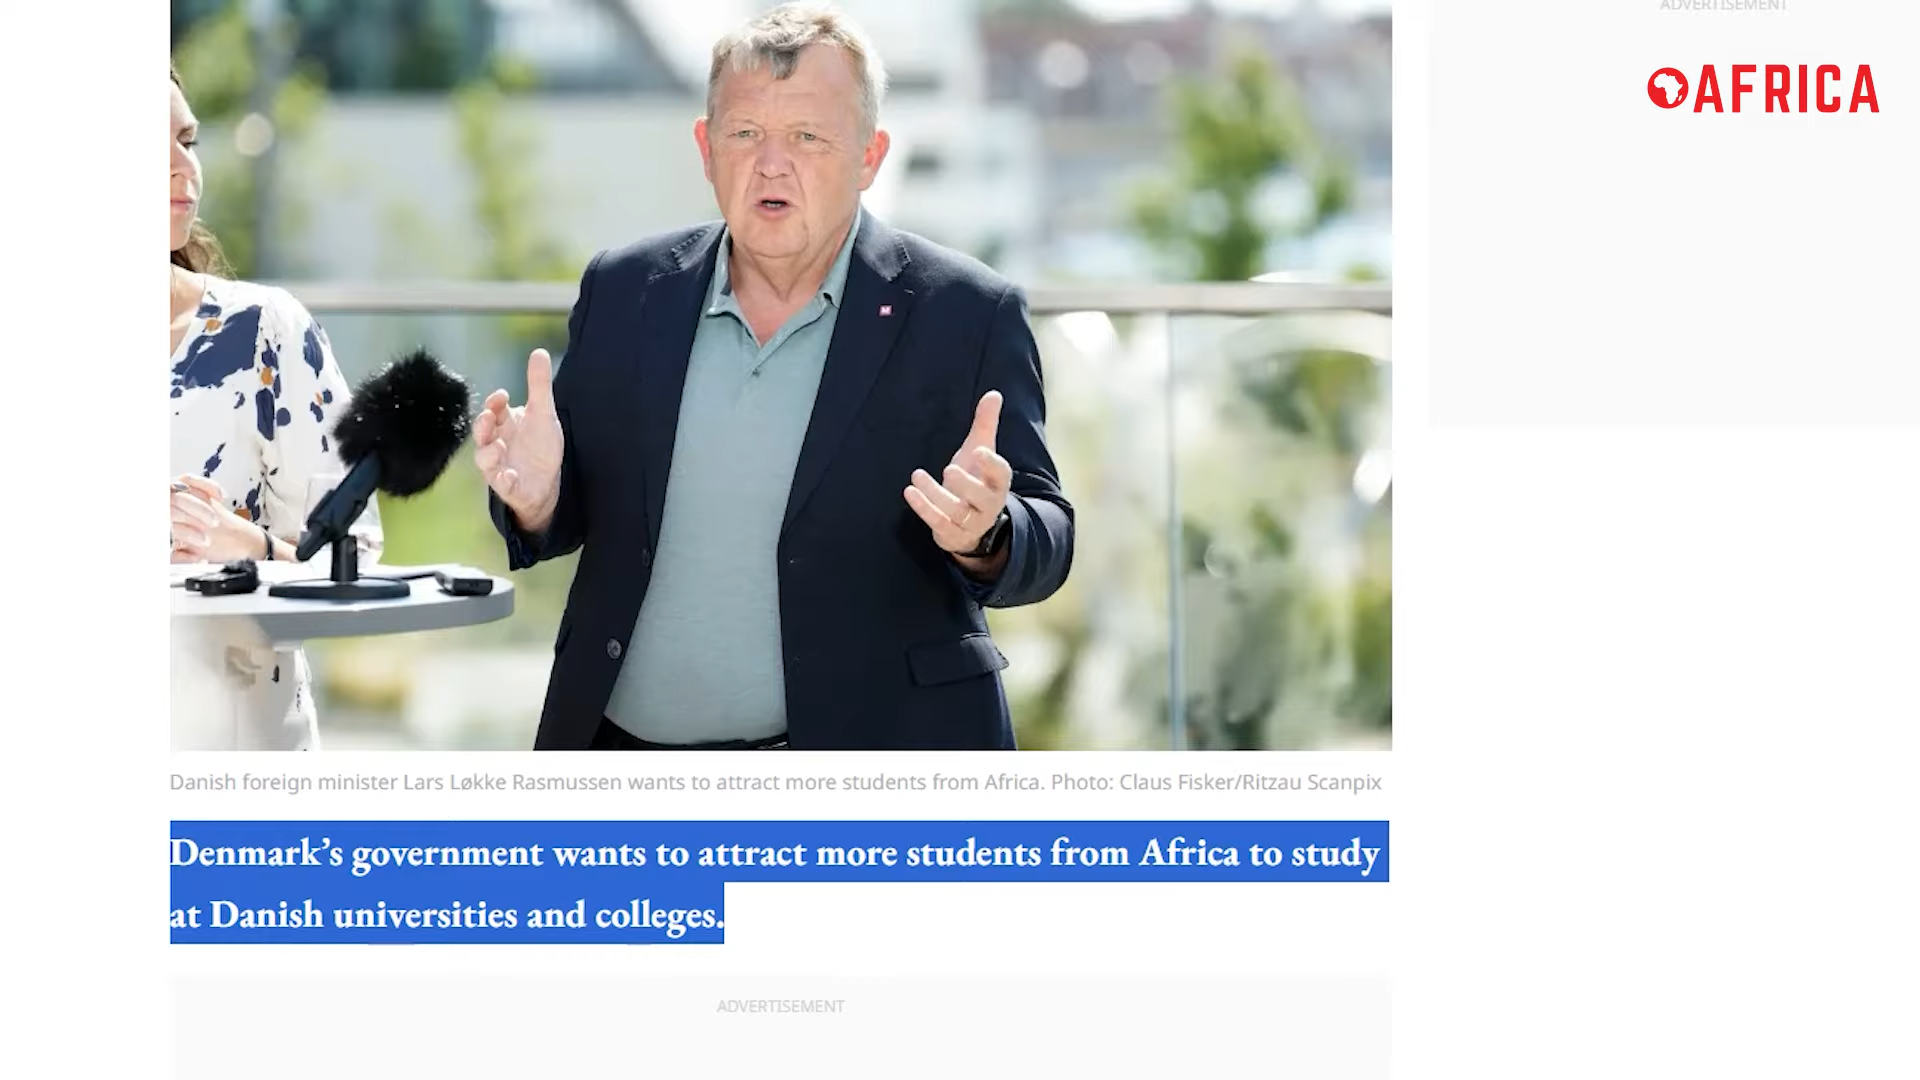 ADVERTISEMENT
AFRICA
Danish foreign minister Lars Løkke Rasmussen wants to attract more students from Africa. Photo: Claus Fisker/Ritzau Scanpix
Denmark’s government wants to attract more students from Africa to study
at Danish universities and colleges.
ADVERTISEMENT